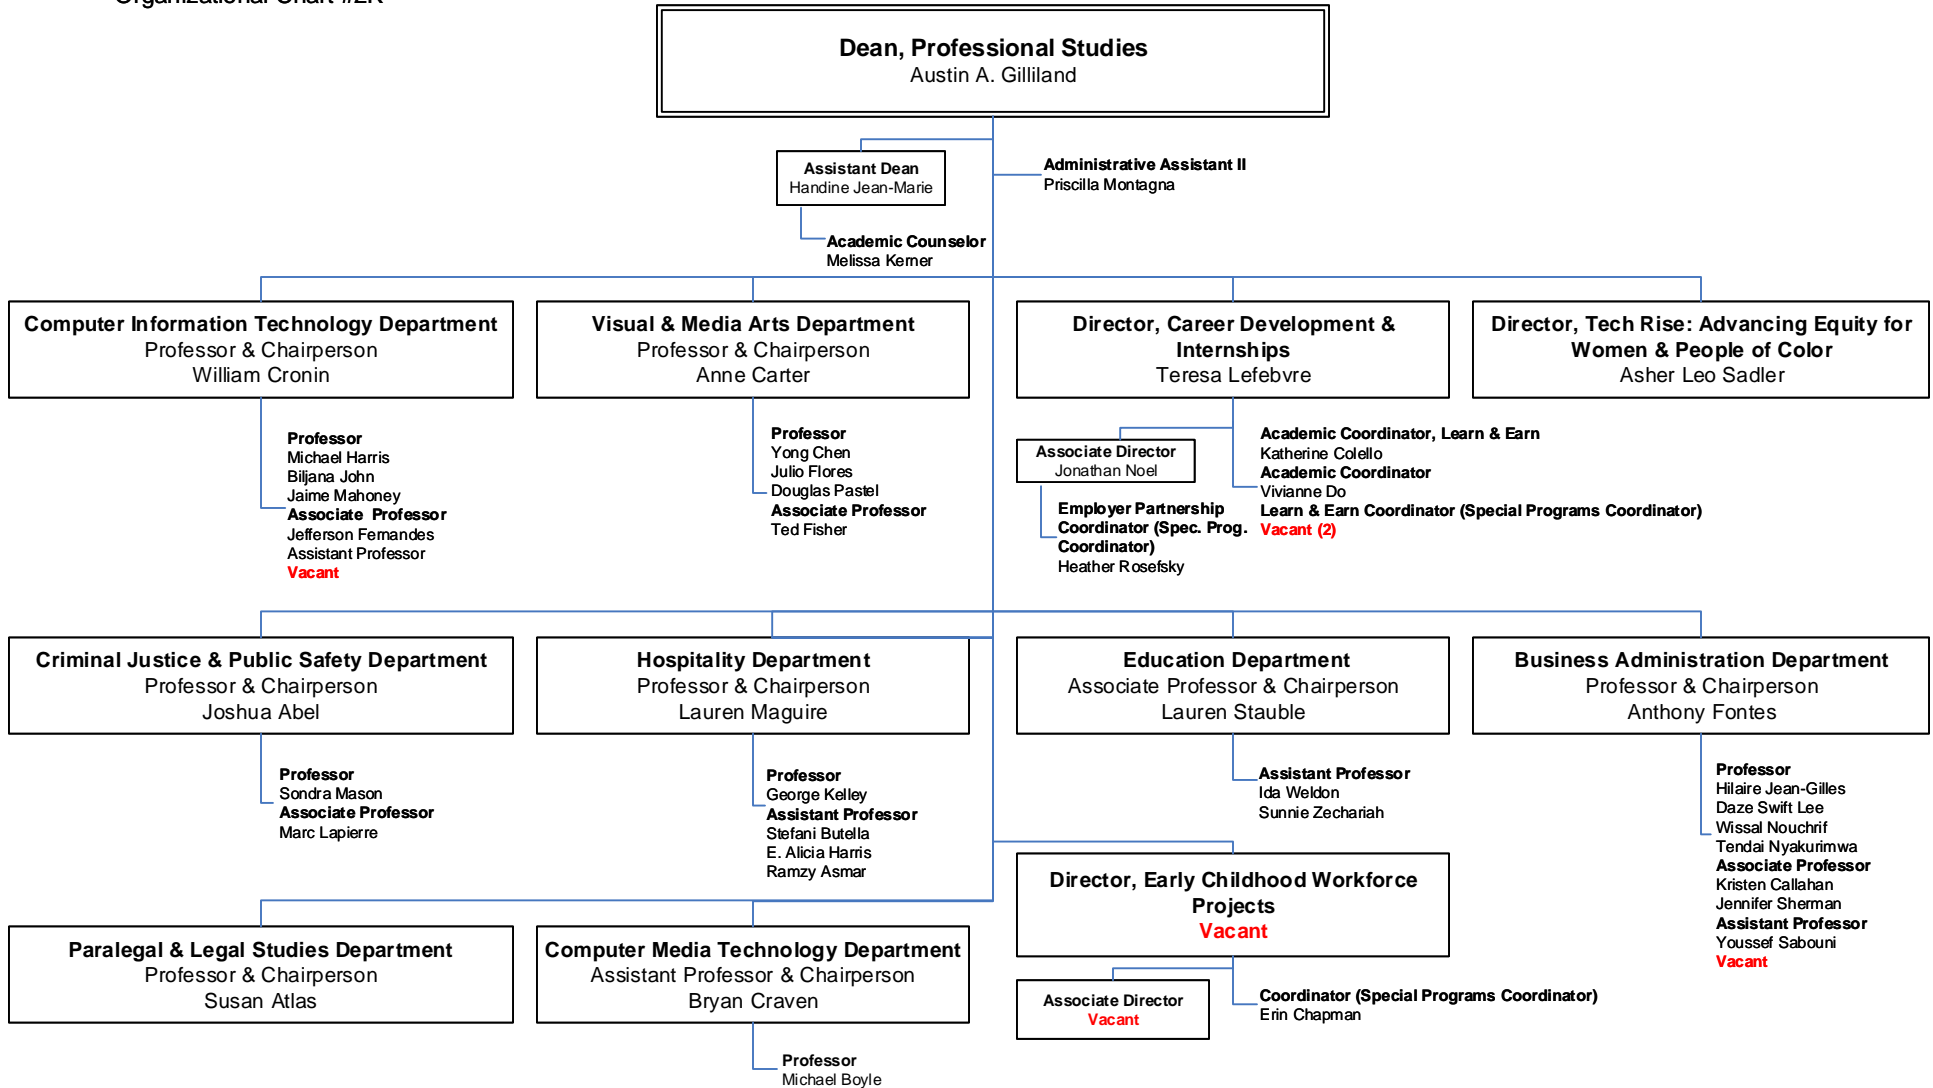 Organizational Chart #2R
Dean, Professional Studies
Austin A. Gilliland
Assistant Dean
Handine Jean-Marie
Administrative Assistant II
Priscilla Montagna
Academic Counselor
Melissa Kerner
Computer Information Technology Department
Professor & Chairperson
William Cronin
Professor
Michael Harris
Biljana John
Jaime Mahoney
Associate Professor
Jefferson Fernandes
Assistant Professor
Vacant
Visual & Media Arts Department
Professor & Chairperson
Anne Carter
Professor
Yong Chen
Julio Flores
Douglas Pastel
Associate Professor
Ted Fisher
Director, Career Development &
Internships
Teresa Lefebvre
Associate Director
Jonathan Noel
Employer Partnership
Coordinator (Spec. Prog.
Coordinator)
Heather Rosefsky
Academic Coordinator, Learn & Earn
Katherine Colello
Academic Coordinator
Vivianne Do
Learn & Earn Coordinator (Special Programs Coordinator)
Vacant (2)
Director, Tech Rise: Advancing Equity for
Women & People of Color
Asher Leo Sadler
Criminal Justice & Public Safety Department
Professor & Chairperson
Joshua Abel
Professor
Sondra Mason
Associate Professor
Marc Lapierre
Hospitality Department
Professor & Chairperson
Lauren Maguire
Professor
George Kelley
Assistant Professor
Stefani Butella
E. Alicia Harris
Ramzy Asmar
Education Department
Associate Professor & Chairperson
Lauren Stauble
Assistant Professor
Ida Weldon
Sunnie Zechariah
Business Administration Department
Professor & Chairperson
Anthony Fontes
Professor
Hilaire Jean-Gilles
Daze Swift Lee
Wissal Nouchrif
Tendai Nyakurimwa
Associate Professor
Kristen Callahan
Jennifer Sherman
Assistant Professor
Youssef Sabouni
Vacant
Paralegal & Legal Studies Department
Professor & Chairperson
Susan Atlas
Computer Media Technology Department
Assistant Professor & Chairperson
Bryan Craven
Professor
Michael Boyle
Director, Early Childhood Workforce
Projects
Vacant
Associate Director
Vacant
Coordinator (Special Programs Coordinator)
Erin Chapman